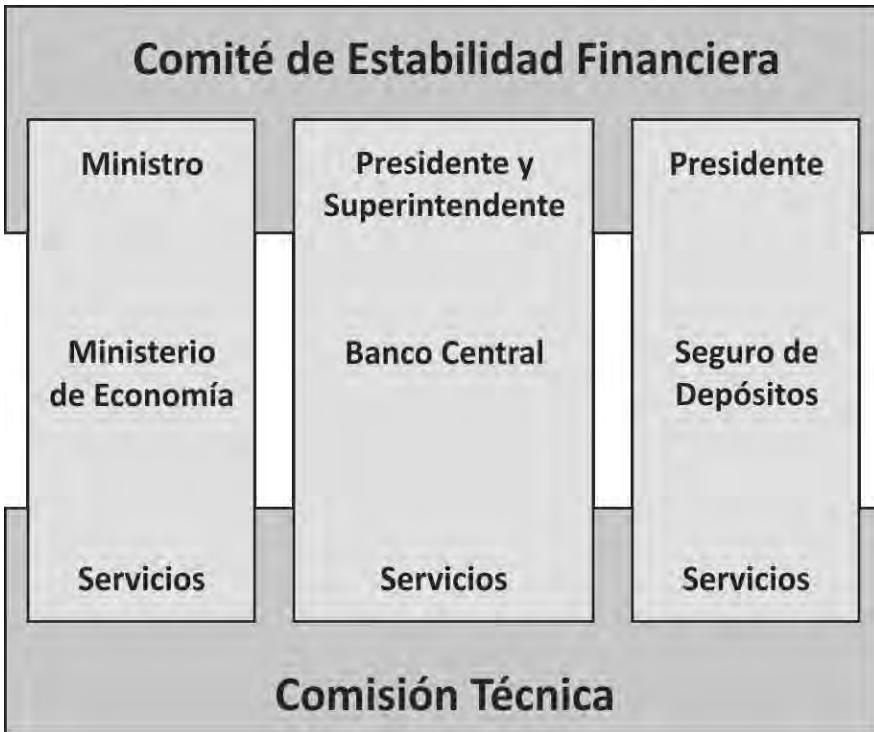 Comité de Estabilidad Financiera
Ministro
Presidente y
Superintendente
Presidente
Ministerio
de Economía
Banco Central
Seguro de
Depósitos
Servicios
Servicios
Servicios
Comisión Técnica